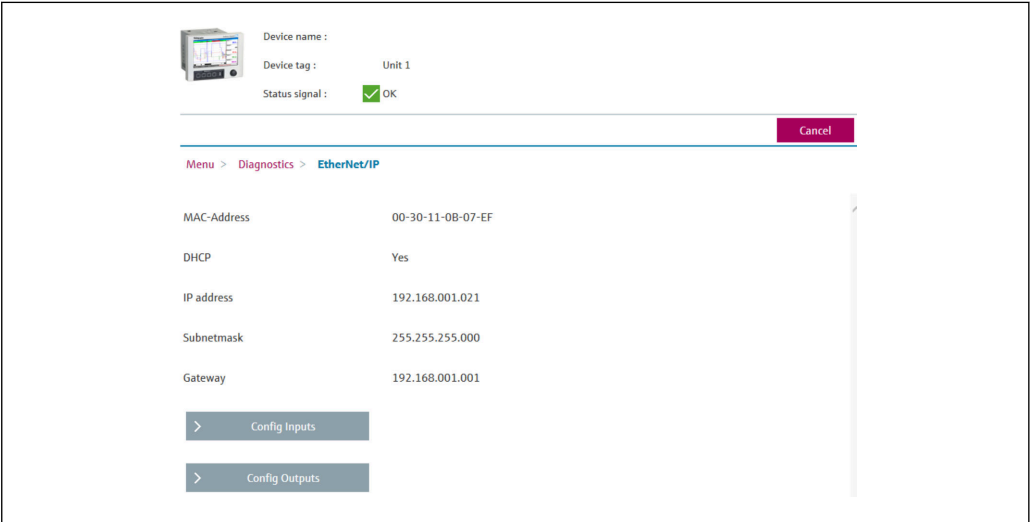 Device name :
Device tag : Unit 1
Status signal : OK
Cancel
Menu > Diagnostics > EtherNet/IP
MAC-Address 00-30-11-0B-07-EF
DHCP Yes
IP address 192.168.001.021
Subnetmask 255.255.255.000
Gateway 192.168.001.001
> Config Inputs
> Config Outputs